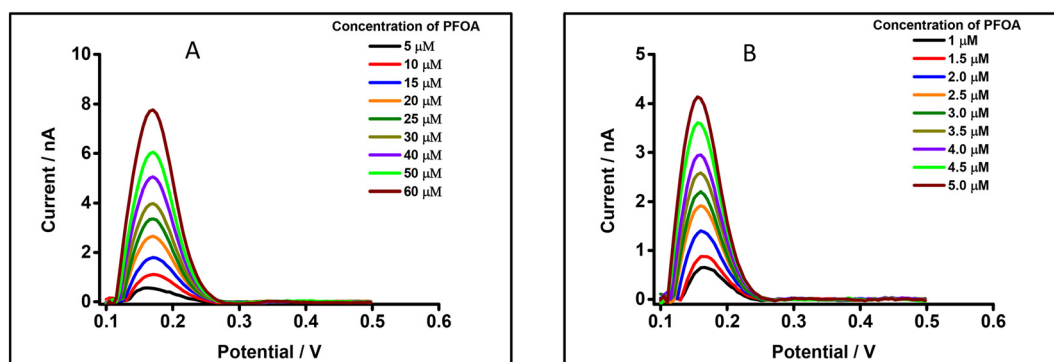 A
Concentration of PFOA
5 μM
10 μM
15 μM
20 μM
25 μM
30 μM
40 μM
50 μM
60 μM
10
8
6
4
2
0
Current / nA
0.1 0.2 0.3 0.4 0.5 0.6
Potential / V
B
Concentration of PFOA
1 μM
1.5 μM
2.0 μM
2.5 μM
3.0 μM
3.5 μM
4.0 μM
4.5 μM
5.0 μM
5
4
3
2
1
0
Current / nA
0.1 0.2 0.3 0.4 0.5 0.6
Potential / V